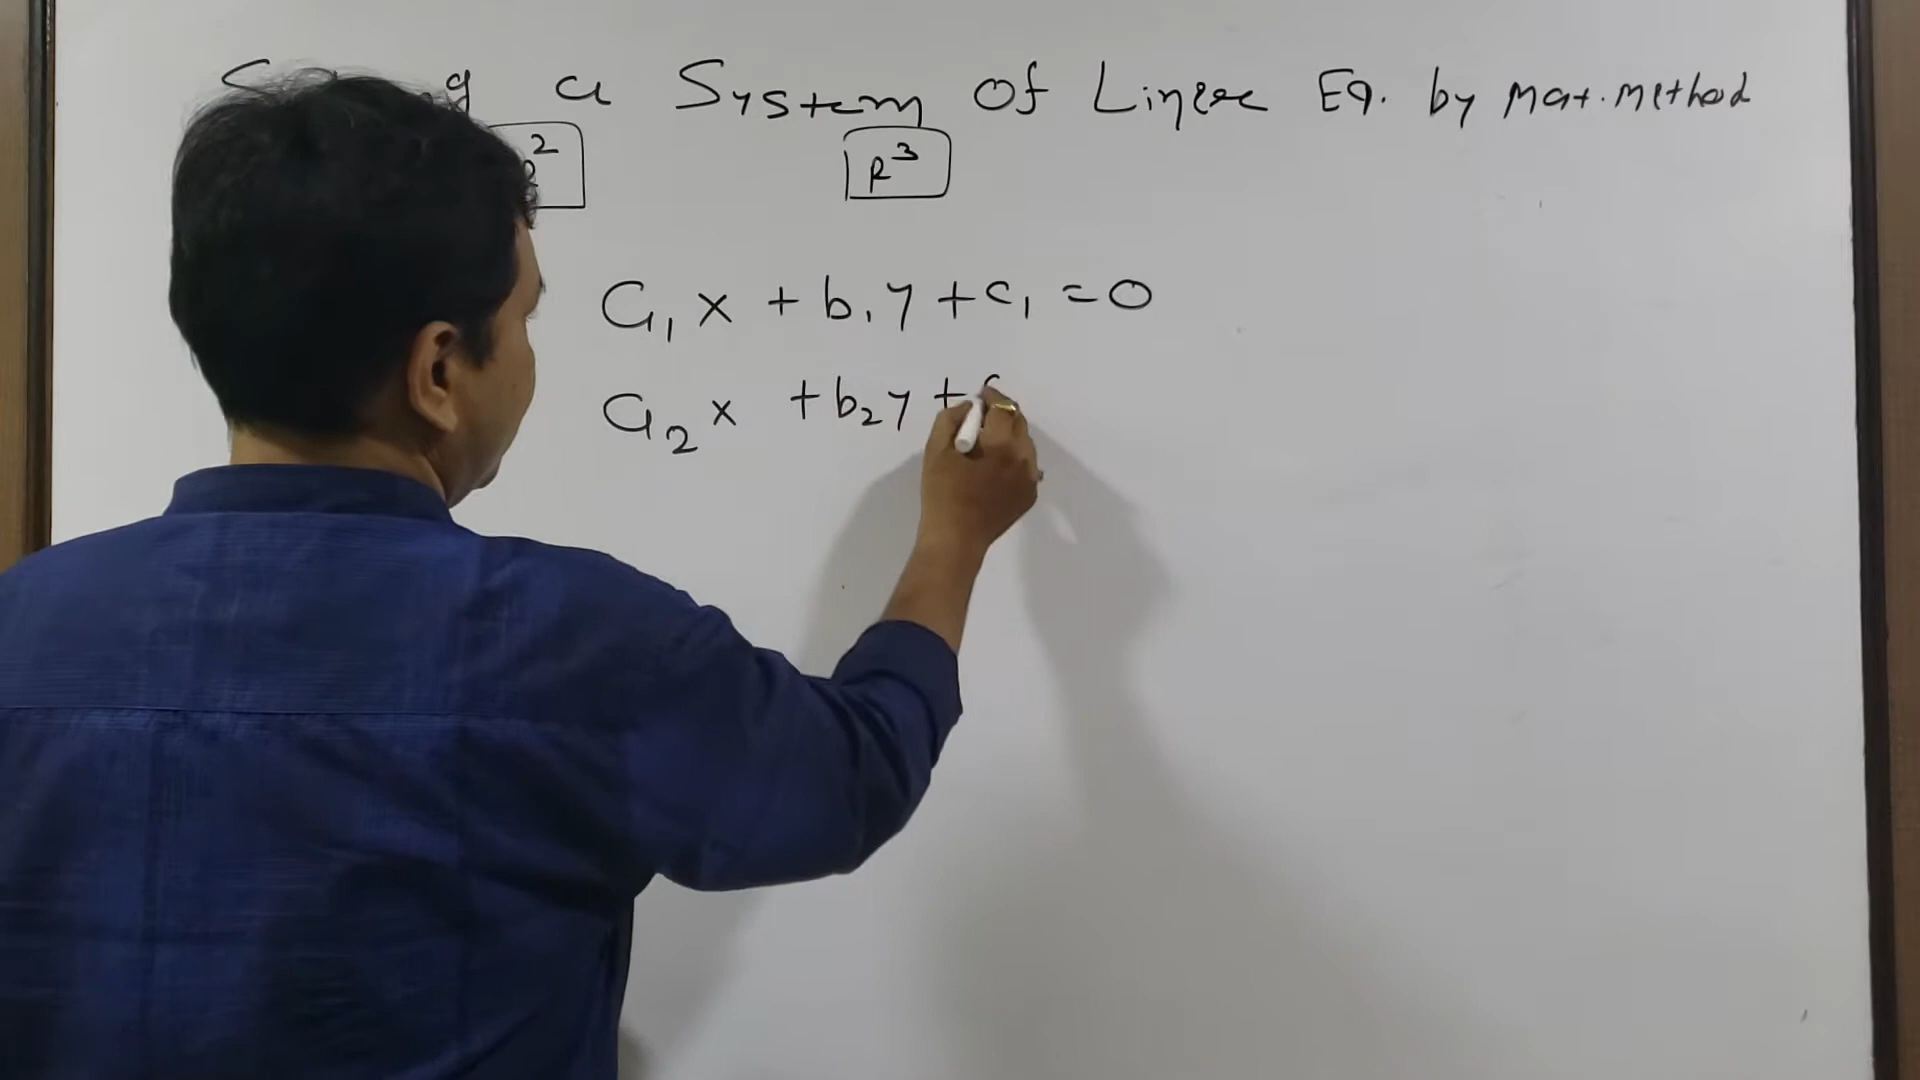 a System Of Linear Eq. by Mat. method
R³
a₁x + b₁y + c₁ = 0
a₂x + b₂y + c